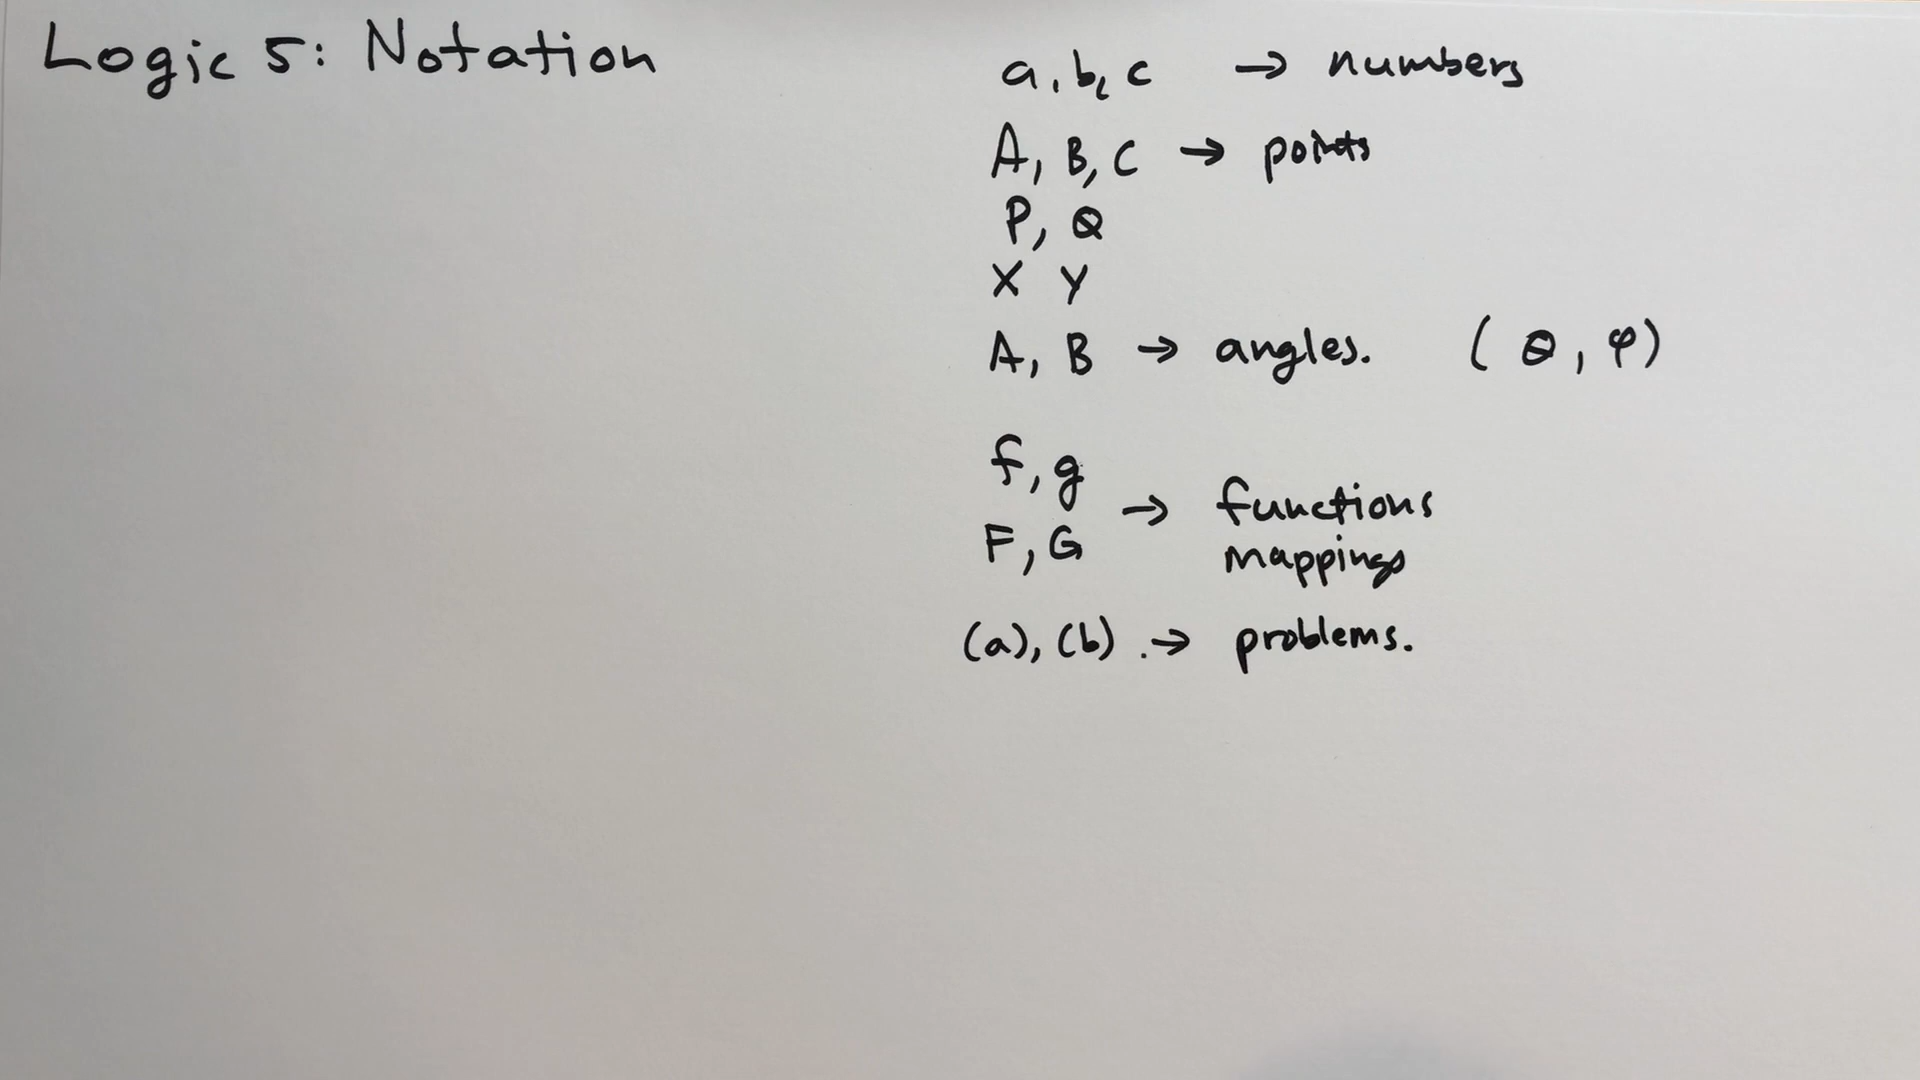 Logic 5: Notation
a, b, c → numbers
A, B, C → points
P, Q
X Y
A, B → angles. (θ, φ)
f, g
F, G → functions
mappings
(a), (b) . → problems.